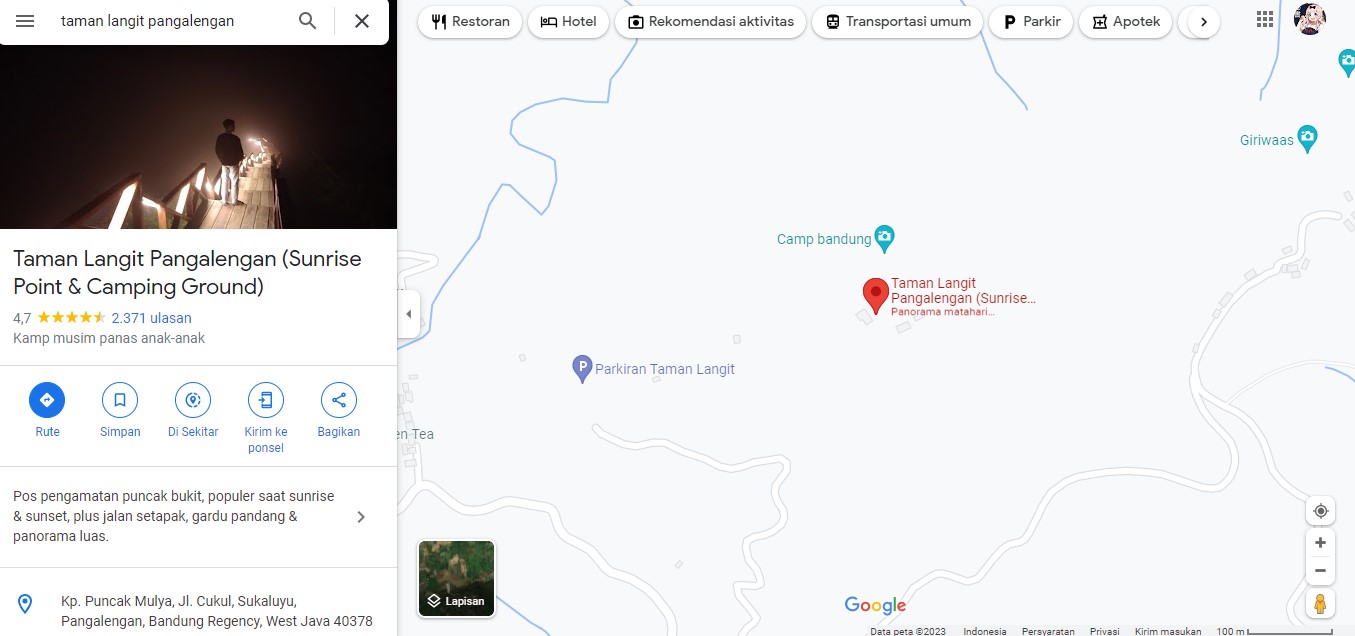 taman langit pangalengan
Restoran
Hotel
Rekomendasi aktivitas
Transportasi umum
Parkir
Apotek
Taman Langit Pangalengan (Sunrise
Point & Camping Ground)
4,7
2.371 ulasan
Kamp musim panas anak-anak
Rute
Simpan
Di Sekitar
Kirim ke
ponsel
Bagikan
Pos pengamatan puncak bukit, populer saat sunrise
& sunset, plus jalan setapak, gardu pandang &
panorama luas.
Kp. Puncak Mulya, Jl. Cukul, Sukaluyu,
Pangalengan, Bandung Regency, West Java 40378
Giriwaas
Camp bandung
Taman Langit
Pangalengan (Sunrise...
Panorama matahari...
P
Parkiran Taman Langit
en Tea
Lapisan
Google
Data peta ©2023
Indonesia
Persyaratan
Privasi
Kirim masukan
100 m